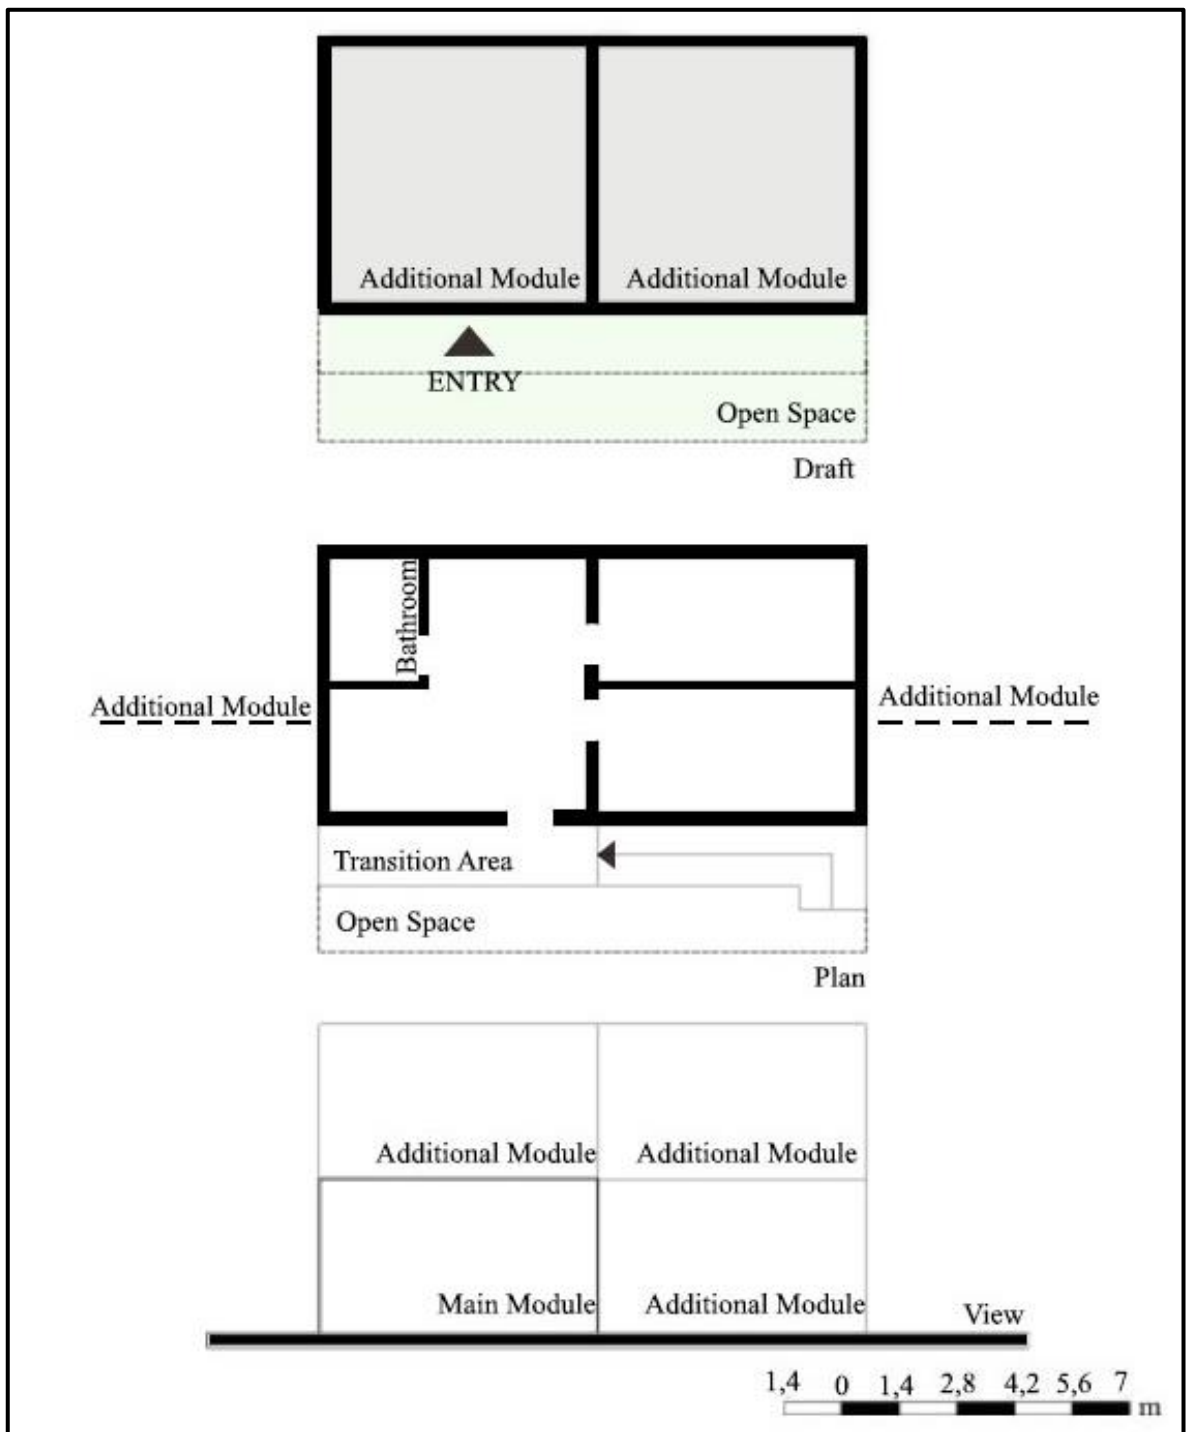 Additional Module
Additional Module
ENTRY
Open Space
Draft
Bathroom
Additional Module
Additional Module
Transition Area
Open Space
Plan
Additional Module
Additional Module
Main Module
Additional Module
View
1,4 0 1,4 2,8 4,2 5,6 7
m